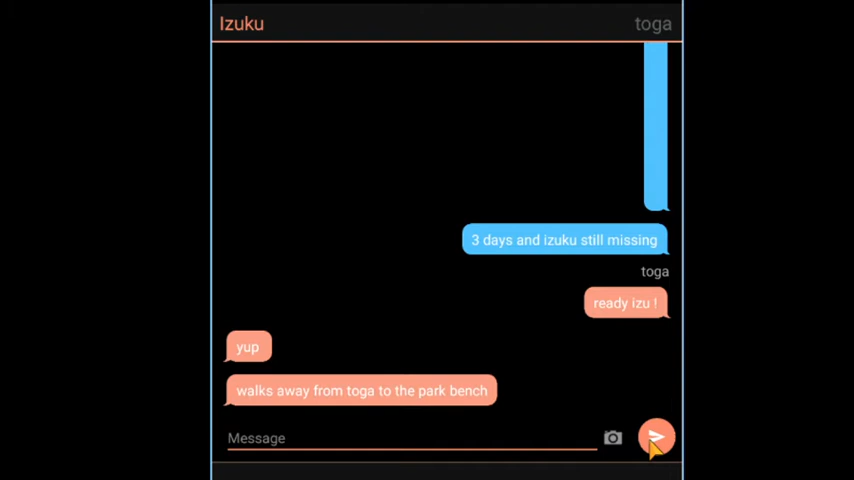 Izuku
toga
3 days and izuku still missing
toga
ready izu !
yup
walks away from toga to the park bench
Message